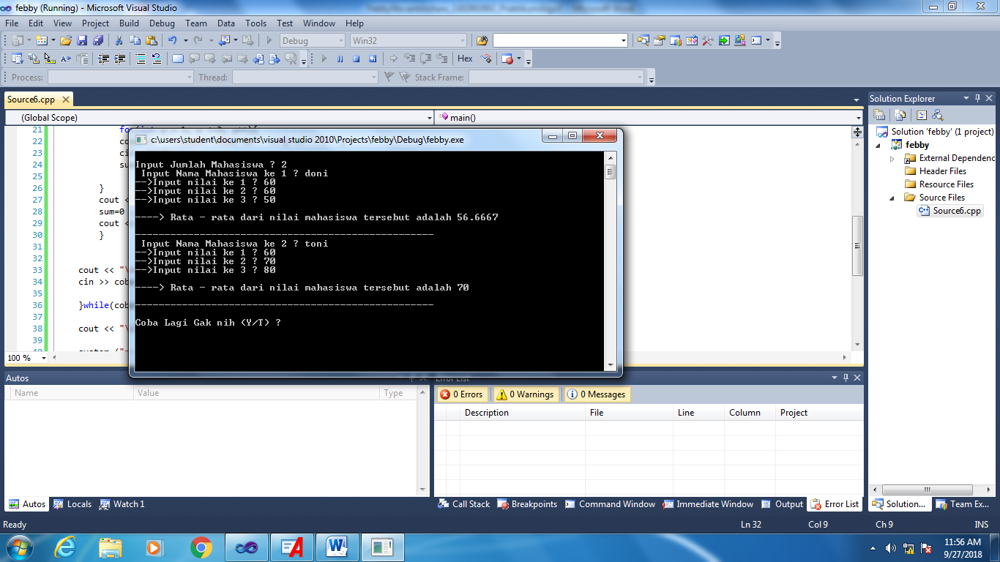 febby (Running) - Microsoft Visual Studio
File Edit View Project Build Debug Team Data Tools Test Window Help
Debug Win32
Hex
Process: Thread: Stack Frame:
Source6.cpp
(Global Scope) main()
21
22 co
23 ci
24 su
25
26 }
27 cout <
28 sum=0
29 cout <
30 }
31
32
33 cout << "\
34 cin >> cob
35
36 }while(cob
37
38 cout << "\
39
100 %
c:\users\student\documents\visual studio 2010\Projects\febby\Debug\febby.exe
Input Jumlah Mahasiswa ? 2
Input Nama Mahasiswa ke 1 ? doni
-->Input nilai ke 1 ? 60
-->Input nilai ke 2 ? 60
-->Input nilai ke 3 ? 50
----> Rata - rata dari nilai mahasiswa tersebut adalah 56.6667
___________________________________________________
Input Nama Mahasiswa ke 2 ? toni
-->Input nilai ke 1 ? 60
-->Input nilai ke 2 ? 70
-->Input nilai ke 3 ? 80
----> Rata - rata dari nilai mahasiswa tersebut adalah 70
___________________________________________________
Coba Lagi Gak nih (Y/T) ?
Solution Explorer
Solution 'febby' (1 project)
febby
External Dependenc
Header Files
Resource Files
Source Files
Source6.cpp
Autos
Name Value Type
Error List
0 Errors 0 Warnings 0 Messages
Description File Line Column Project
Autos Locals Watch 1
Call Stack Breakpoints Command Window Immediate Window Output Error List
Solution... Team Ex...
Ready Ln 32 Col 9 Ch 9 INS
11:56 AM
9/27/2018